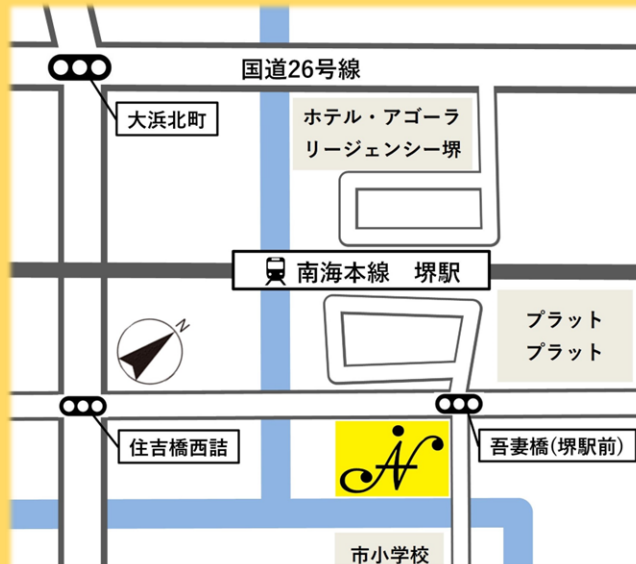 国道26号線
大浜北町
ホテル・アゴーラ
リージェンシー堺
南海本線 堺駅
プラット
プラット
N
住吉橋西詰
吾妻橋(堺駅前)
市小学校